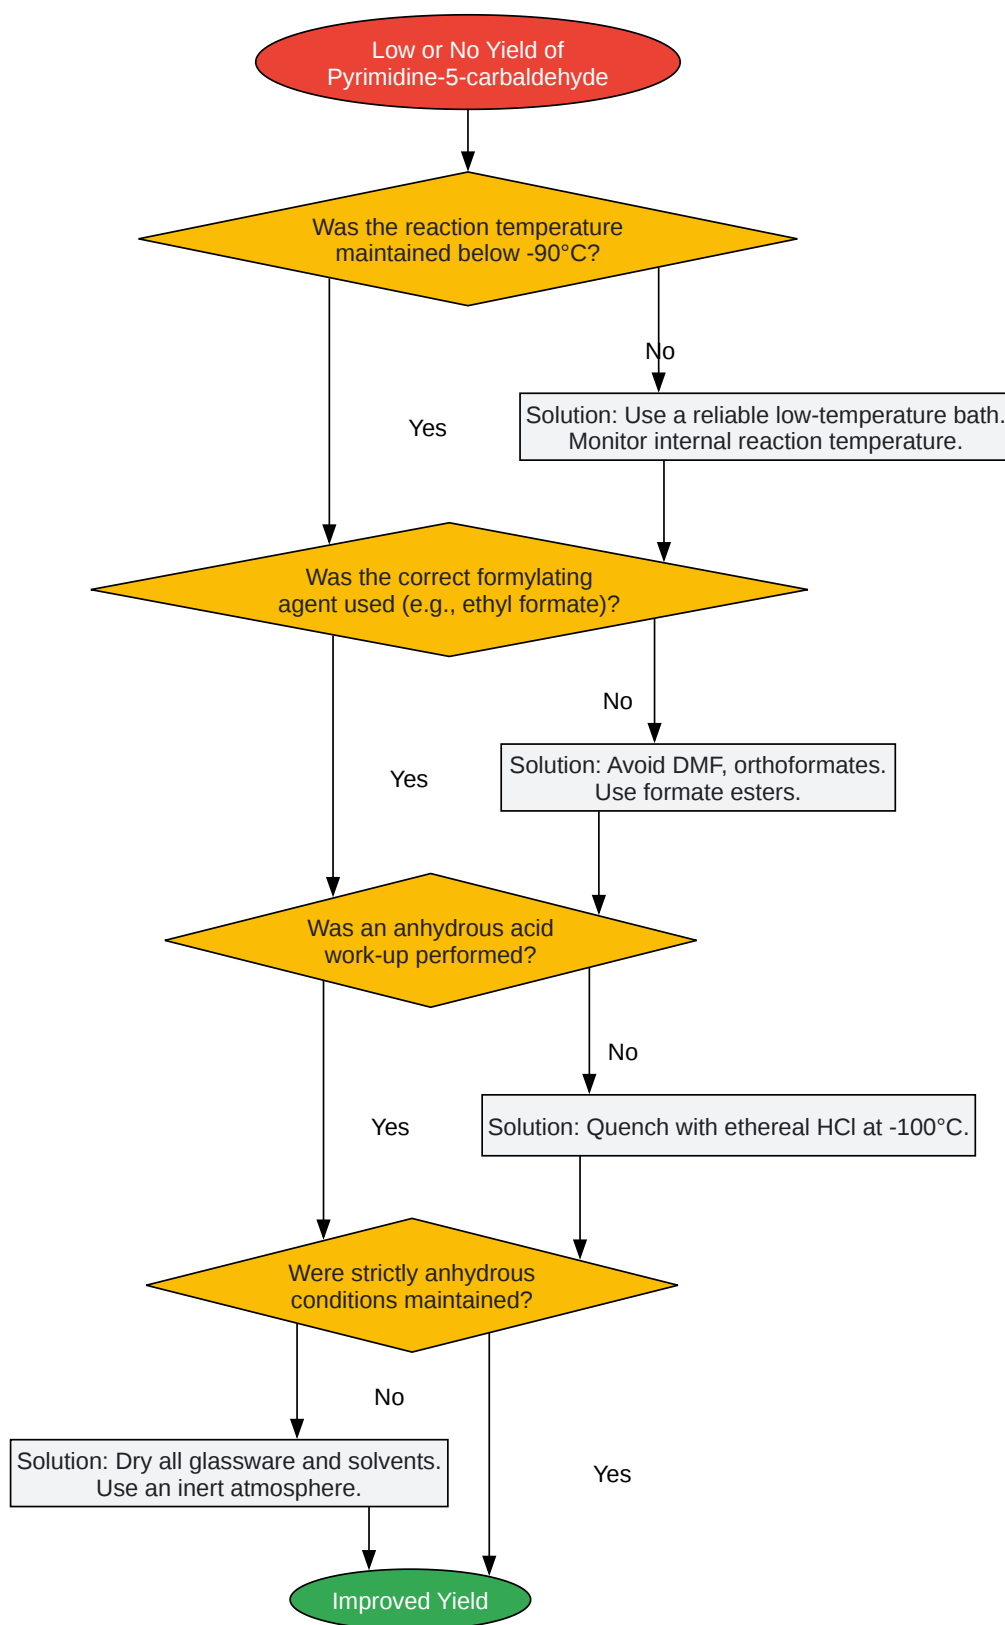 Low or No Yield of
Pyrimidine-5-carbaldehyde
Was the reaction temperature
maintained below -90°C?
No
Solution: Use a reliable low-temperature bath.
Monitor internal reaction temperature.
Yes
Was the correct formylating
agent used (e.g., ethyl formate)?
No
Solution: Avoid DMF, orthoformates.
Use formate esters.
Yes
Was an anhydrous acid
work-up performed?
No
Solution: Quench with ethereal HCl at -100°C.
Yes
Were strictly anhydrous
conditions maintained?
No
Solution: Dry all glassware and solvents.
Use an inert atmosphere.
Yes
Improved Yield